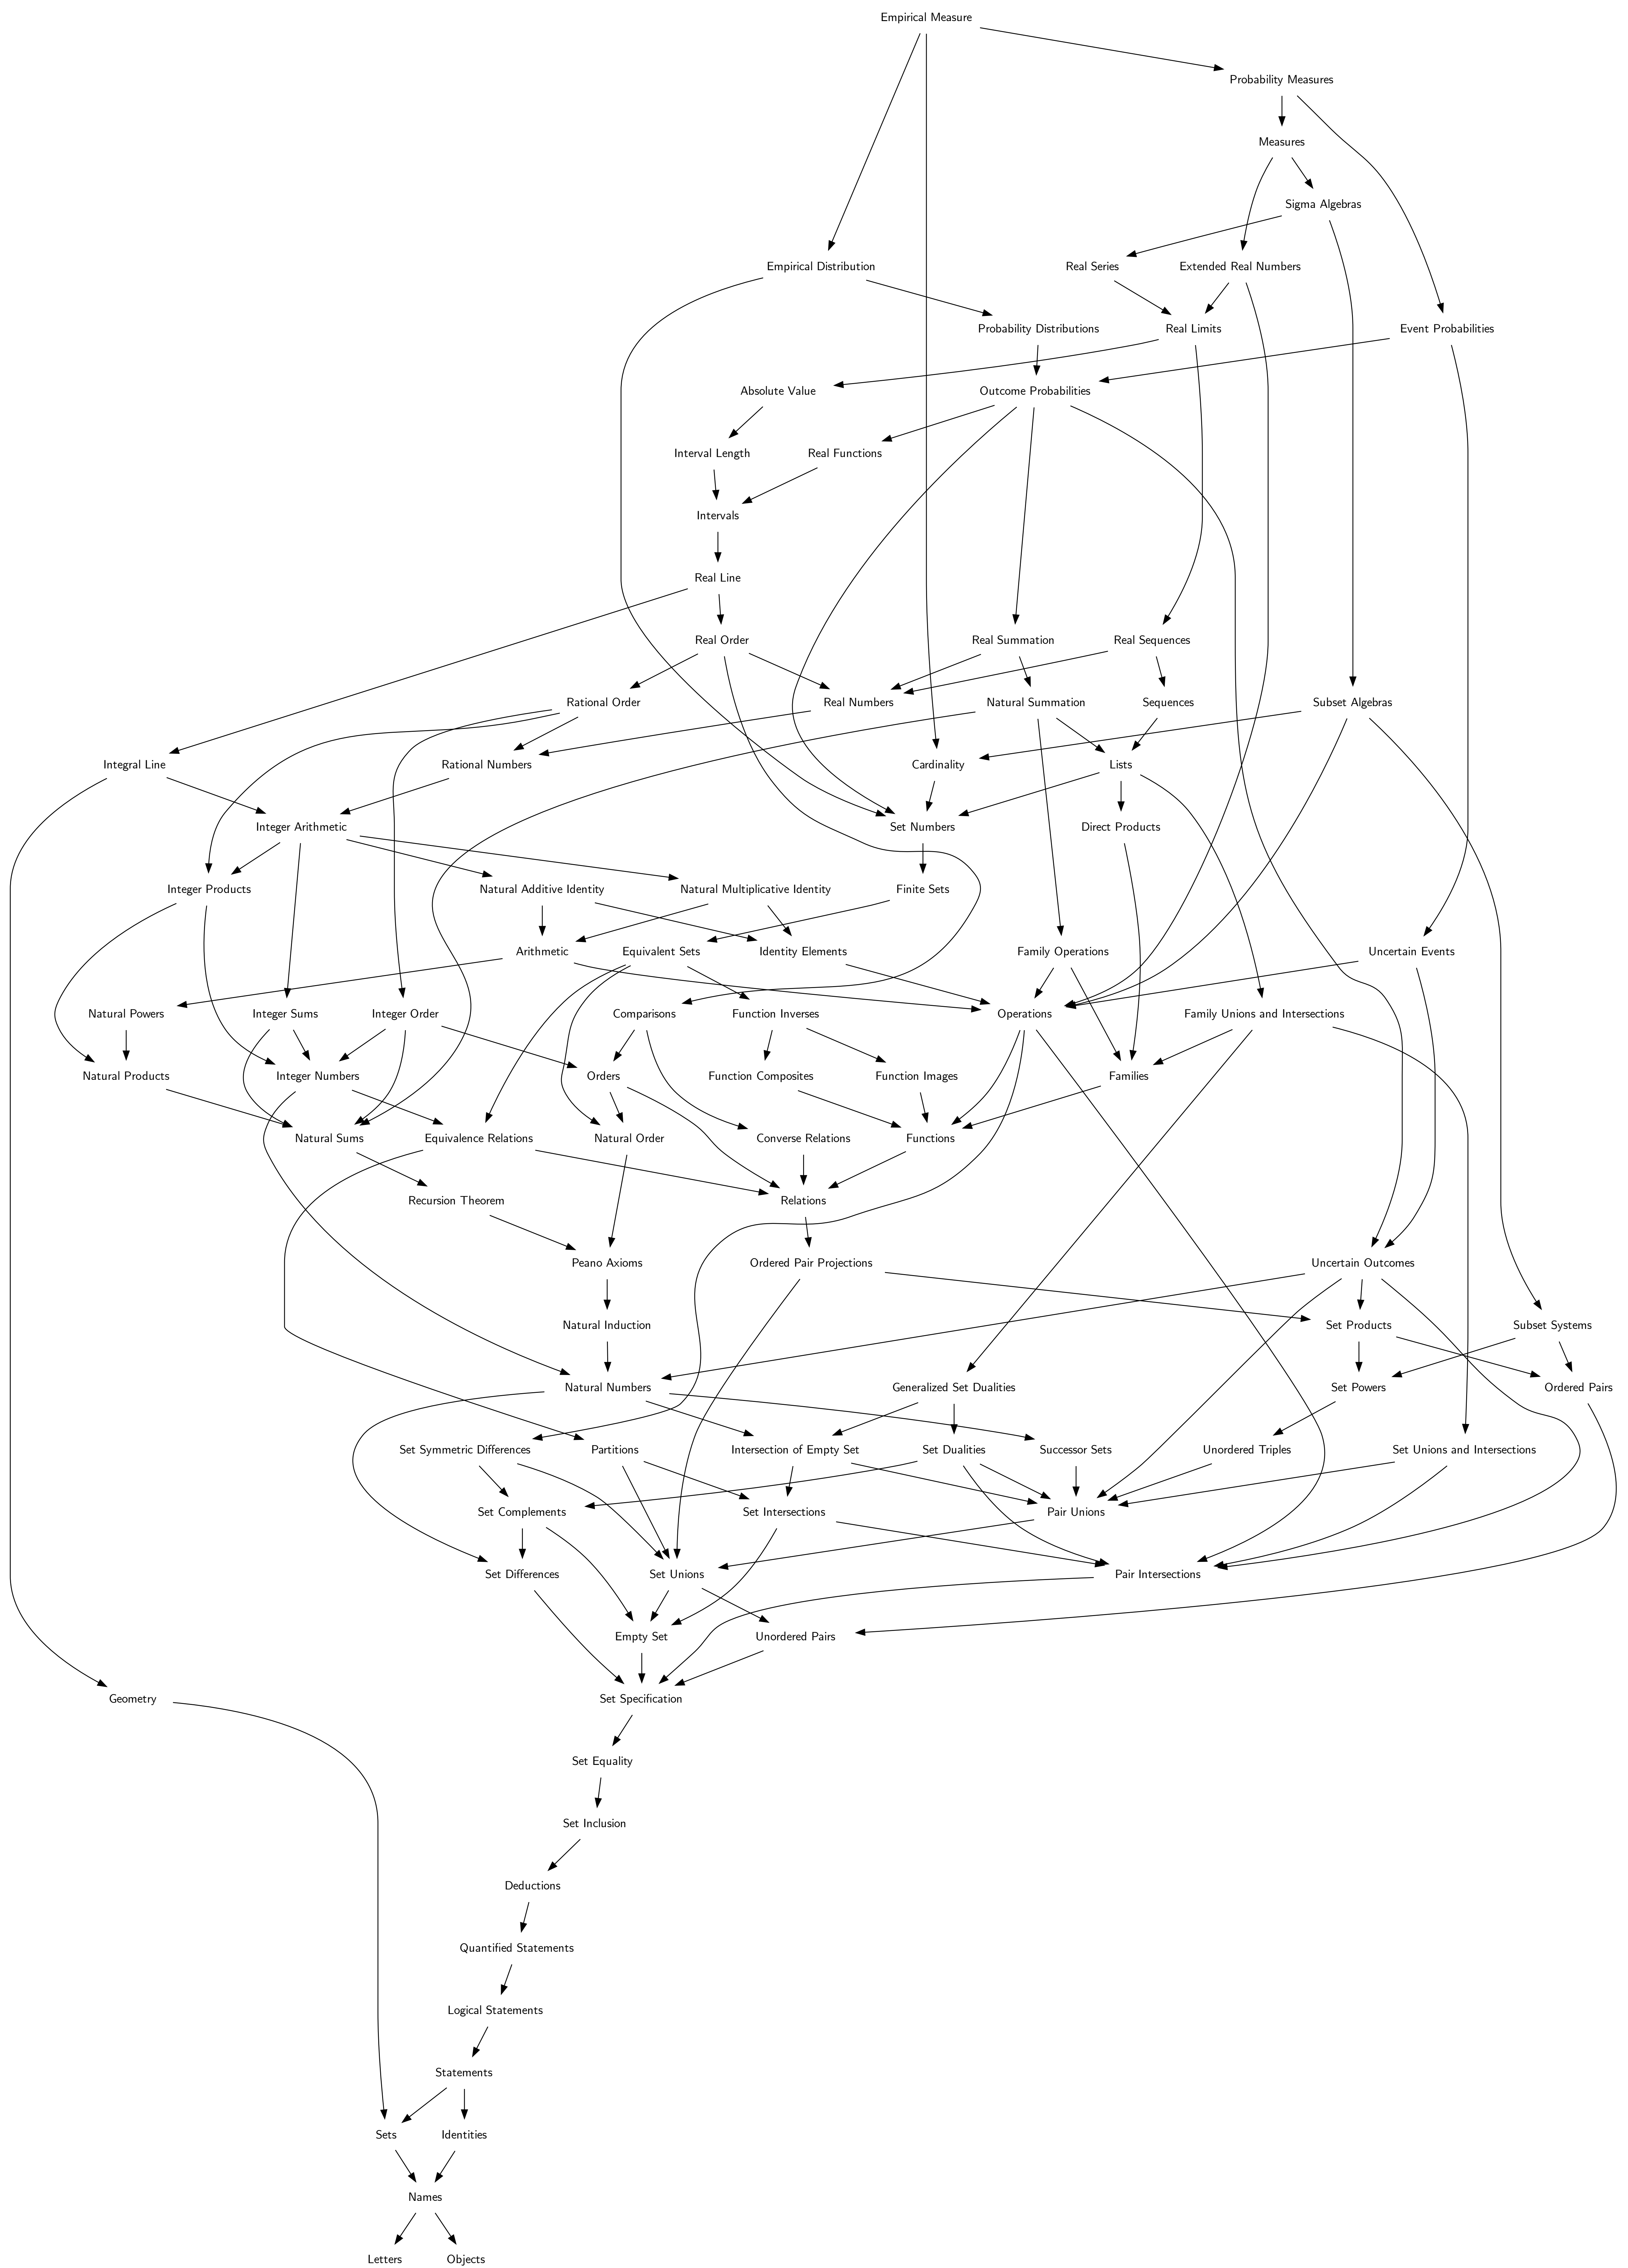 Empirical Measure
Probability Measures
Measures
Sigma Algebras
Empirical Distribution
Real Series
Extended Real Numbers
Probability Distributions
Real Limits
Event Probabilities
Absolute Value
Outcome Probabilities
Interval Length
Real Functions
Intervals
Real Line
Real Order
Real Summation
Real Sequences
Rational Order
Real Numbers
Natural Summation
Sequences
Subset Algebras
Integral Line
Rational Numbers
Cardinality
Lists
Integer Arithmetic
Set Numbers
Direct Products
Integer Products
Natural Additive Identity
Natural Multiplicative Identity
Finite Sets
Arithmetic
Equivalent Sets
Identity Elements
Family Operations
Uncertain Events
Natural Powers
Integer Sums
Integer Order
Comparisons
Function Inverses
Operations
Family Unions and Intersections
Natural Products
Integer Numbers
Orders
Function Composites
Function Images
Families
Natural Sums
Equivalence Relations
Natural Order
Converse Relations
Functions
Recursion Theorem
Relations
Peano Axioms
Ordered Pair Projections
Uncertain Outcomes
Natural Induction
Set Products
Subset Systems
Natural Numbers
Generalized Set Dualities
Set Powers
Ordered Pairs
Set Symmetric Differences
Partitions
Intersection of Empty Set
Set Dualities
Successor Sets
Unordered Triples
Set Unions and Intersections
Set Complements
Set Intersections
Pair Unions
Set Differences
Set Unions
Pair Intersections
Empty Set
Unordered Pairs
Geometry
Set Specification
Set Equality
Set Inclusion
Deductions
Quantified Statements
Logical Statements
Statements
Sets
Identities
Names
Letters
Objects